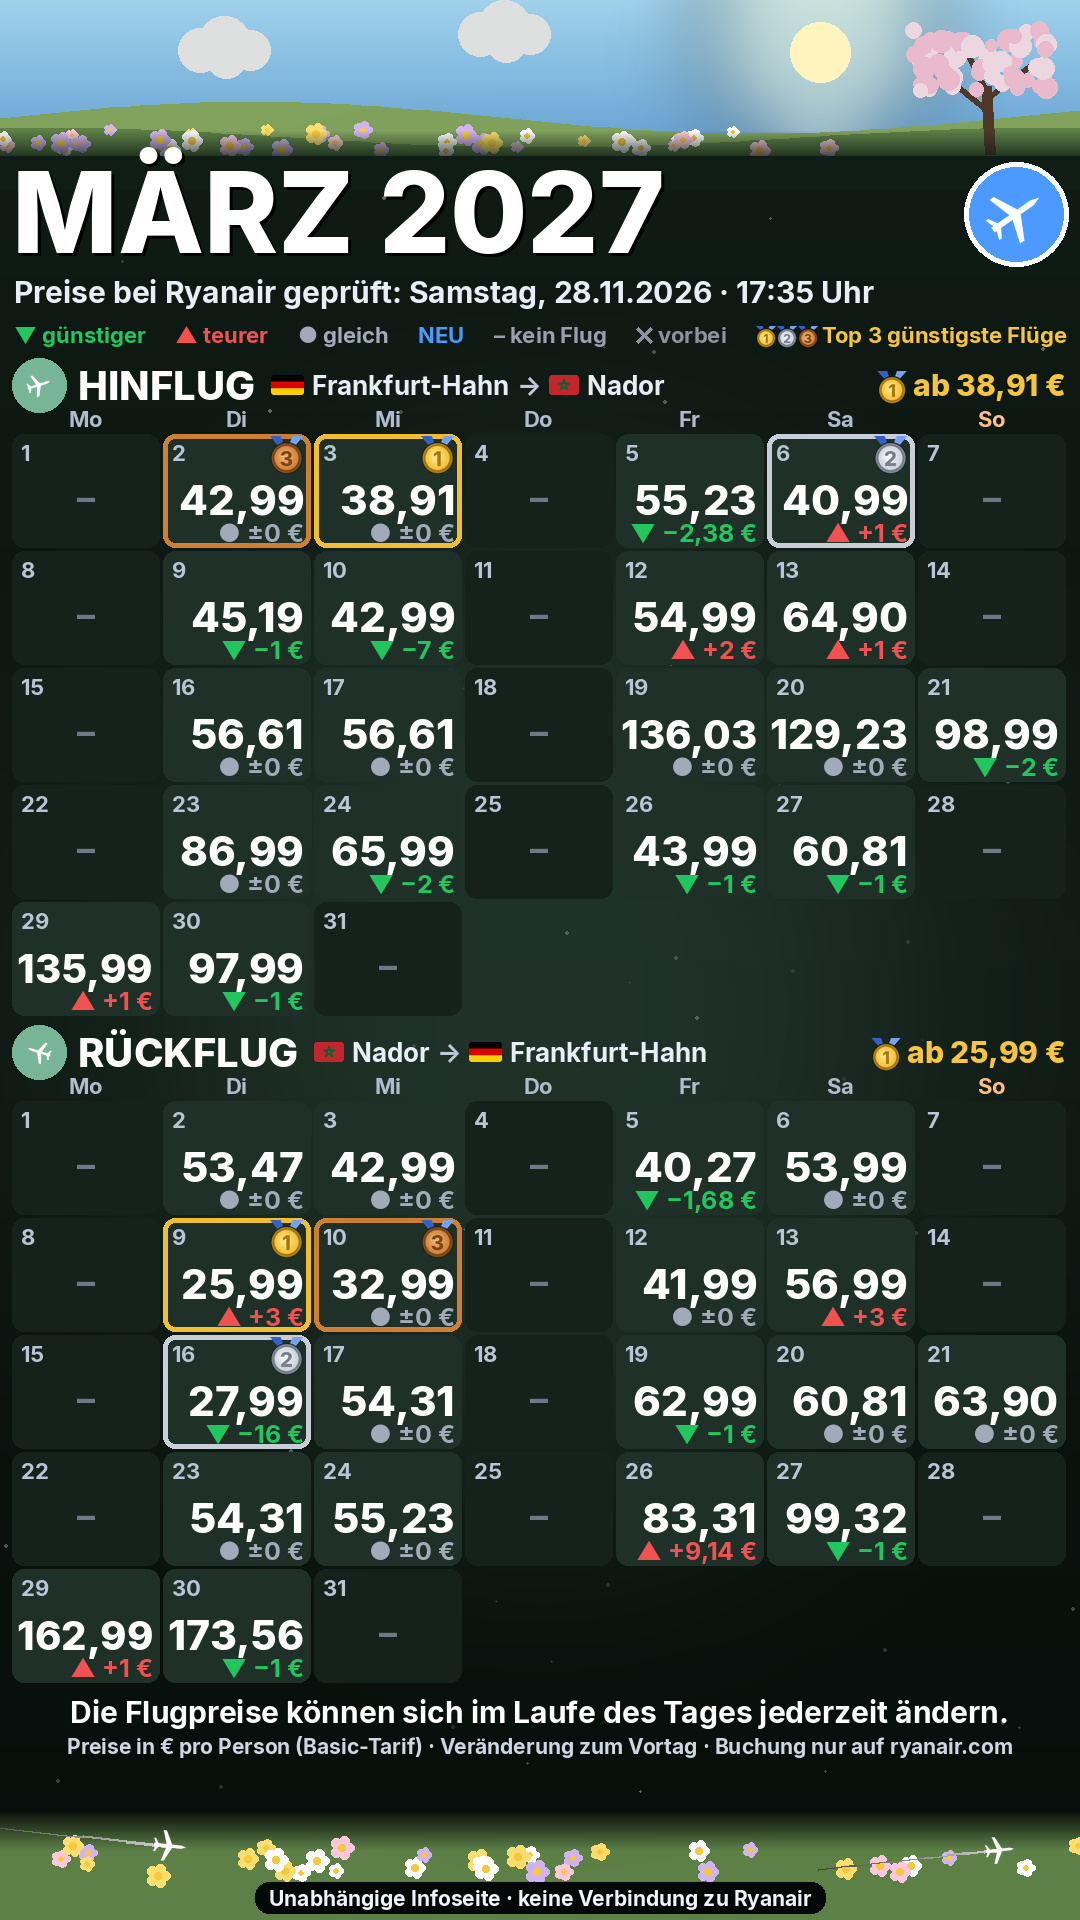 MÄRZ 2027
Preise bei Ryanair geprüft: Samstag, 28.11.2026 · 17:35 Uhr
günstiger teurer gleich NEU – kein Flug ✕ vorbei 1 2 3 Top 3 günstigste Flüge
HINFLUG Frankfurt-Hahn → Nador 1 ab 38,91 €
Mo Di Mi Do Fr Sa So
1 2 3 3 1 4 5 6 2 7
– 42,99 38,91 – 55,23 40,99 –
±0 € ±0 € −2,38 € +1 €
8 9 10 11 12 13 14
– 45,19 42,99 – 54,99 64,90 –
−1 € −7 € +2 € +1 €
15 16 17 18 19 20 21
– 56,61 56,61 – 136,03 129,23 98,99
±0 € ±0 € ±0 € ±0 € −2 €
22 23 24 25 26 27 28
– 86,99 65,99 – 43,99 60,81 –
±0 € −2 € −1 € −1 €
29 30 31
135,99 97,99 –
+1 € −1 €
RÜCKFLUG Nador → Frankfurt-Hahn 1 ab 25,99 €
Mo Di Mi Do Fr Sa So
1 2 3 4 5 6 7
– 53,47 42,99 – 40,27 53,99 –
±0 € ±0 € −1,68 € ±0 €
8 9 1 10 3 11 12 13 14
– 25,99 32,99 – 41,99 56,99 –
+3 € ±0 € ±0 € +3 €
15 16 2 17 18 19 20 21
– 27,99 54,31 – 62,99 60,81 63,90
−16 € ±0 € −1 € ±0 € ±0 €
22 23 24 25 26 27 28
– 54,31 55,23 – 83,31 99,32 –
±0 € ±0 € +9,14 € −1 €
29 30 31
162,99 173,56 –
+1 € −1 €
Die Flugpreise können sich im Laufe des Tages jederzeit ändern.
Preise in € pro Person (Basic-Tarif) · Veränderung zum Vortag · Buchung nur auf ryanair.com
Unabhängige Infoseite · keine Verbindung zu Ryanair